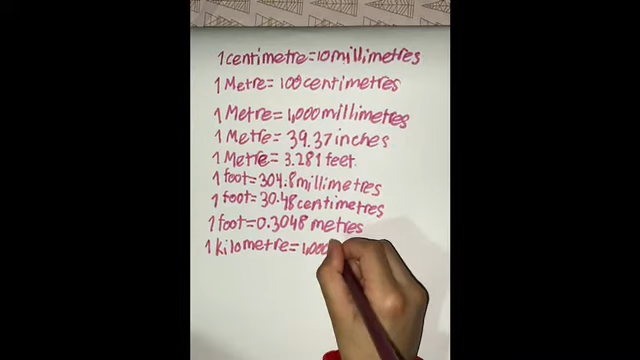 1 centimetre=10 millimetres
1 Metre= 100 centimetres
1 Metre= 1,000 millimetres
1 Metre= 39.37 inches
1 Metre= 3.281 feet
1 foot= 304.8 millimetres
1 foot= 30.48 centimetres
1 foot=0.3048 metres
1 kilometre= 1,000